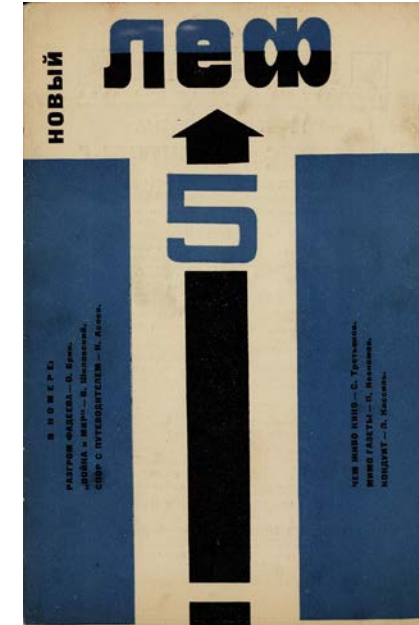 НОВЫЙ
леф
5
В НОМЕРЕ:
РАЗГРОМ ФАДЕЕВА — О. Брик.
„ВОЙНА и МИР“ — В. Шкловский.
СПОР С ПУТЕВОДИТЕЛЕМ — Н. Асеев.
ЧЕМ ЖИВО КИНО — С. Третьяков.
МИМО ГАЗЕТЫ — П. Незнамов.
КОНДУИТ — Л. Кассиль.